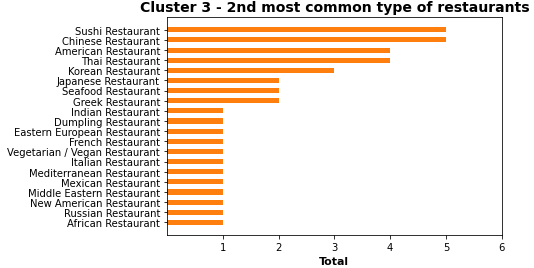 Cluster 3 - 2nd most common type of restaurants
Sushi Restaurant
Chinese Restaurant
American Restaurant
Thai Restaurant
Korean Restaurant
Japanese Restaurant
Seafood Restaurant
Greek Restaurant
Indian Restaurant
Dumpling Restaurant
Eastern European Restaurant
French Restaurant
Vegetarian / Vegan Restaurant
Italian Restaurant
Mediterranean Restaurant
Mexican Restaurant
Middle Eastern Restaurant
New American Restaurant
Russian Restaurant
African Restaurant
1 2 3 4 5 6
Total